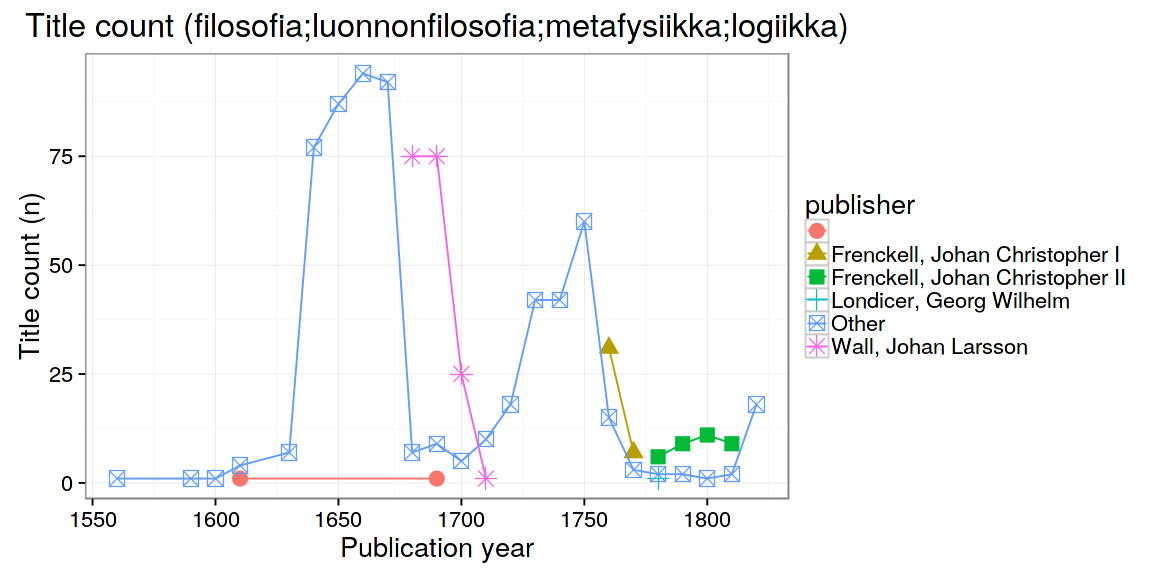 Title count (filosofia;luonnonfilosofia;metafysiikka;logiikka)
Title count (n)
75
50
25
0
1550 1600 1650 1700 1750 1800
Publication year
publisher
Frenckell, Johan Christopher I
Frenckell, Johan Christopher II
Londicer, Georg Wilhelm
Other
Wall, Johan Larsson